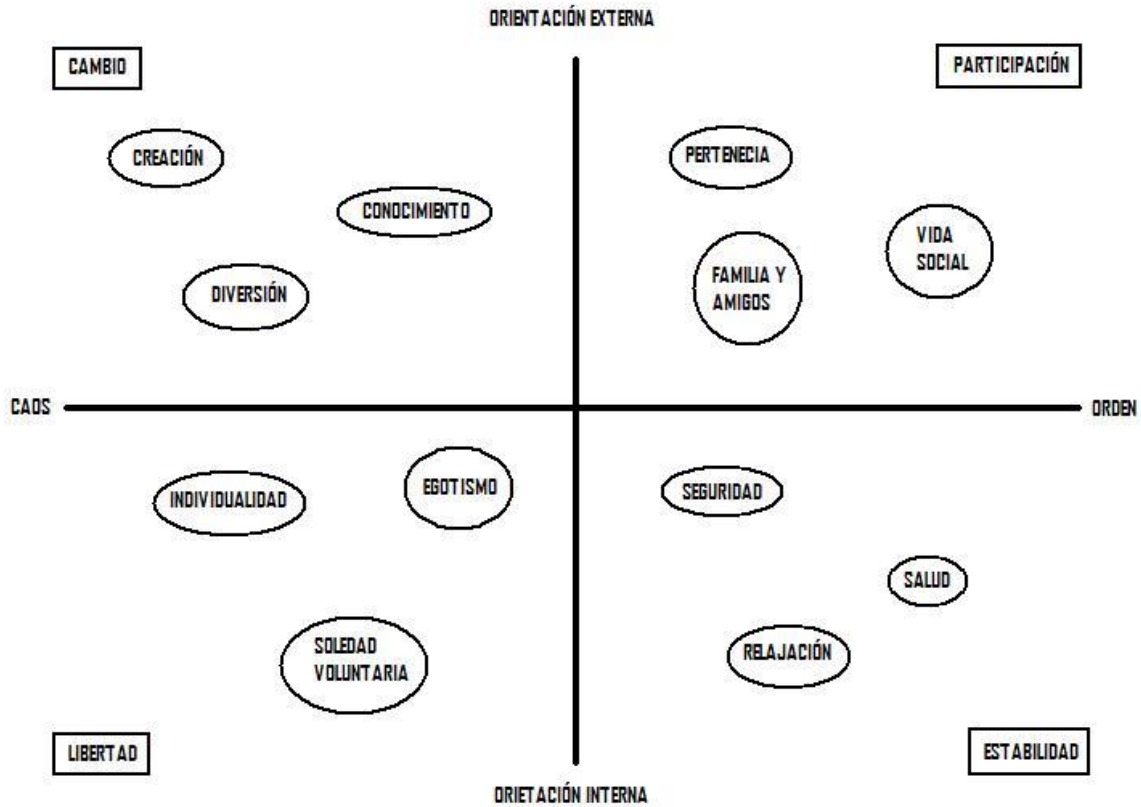 ORIENTACIÓN EXTERNA
CAMBIO
PARTICIPACIÓN
CREACIÓN
PERTENECIA
CONOCIMIENTO
VIDA
SOCIAL
DIVERSIÓN
FAMILIA Y
AMIGOS
CAOS
ORDEN
INDIVIDUALIDAD
EGOTISMO
SEGURIDAD
SALUD
SOLEDAD
VOLUNTARIA
RELAJACIÓN
LIBERTAD
ESTABILIDAD
ORIETACIÓN INTERNA